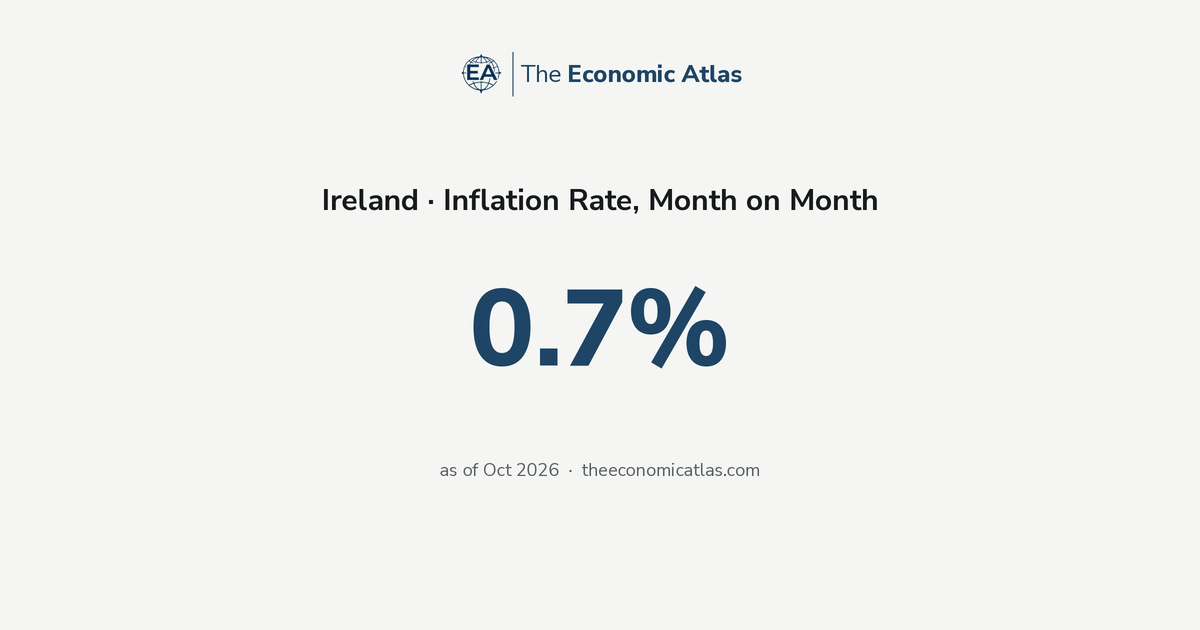 EA The Economic Atlas
Ireland · Inflation Rate, Month on Month
0.7%
as of Oct 2026 · theeconomicatlas.com